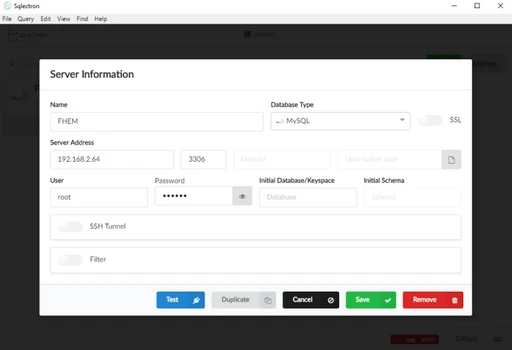 Sqlectron
File Query Edit View Find Help
Server Information
Name
Database Type
FHEM
MySQL
SSL
Server Address
192.168.2.64
3306
Domain
Unix socket path
User
Password
Initial Database/Keyspace
Initial Schema
root
••••••
Database
Schema
SSH Tunnel
Filter
Test
Duplicate
Cancel
Save
Remove